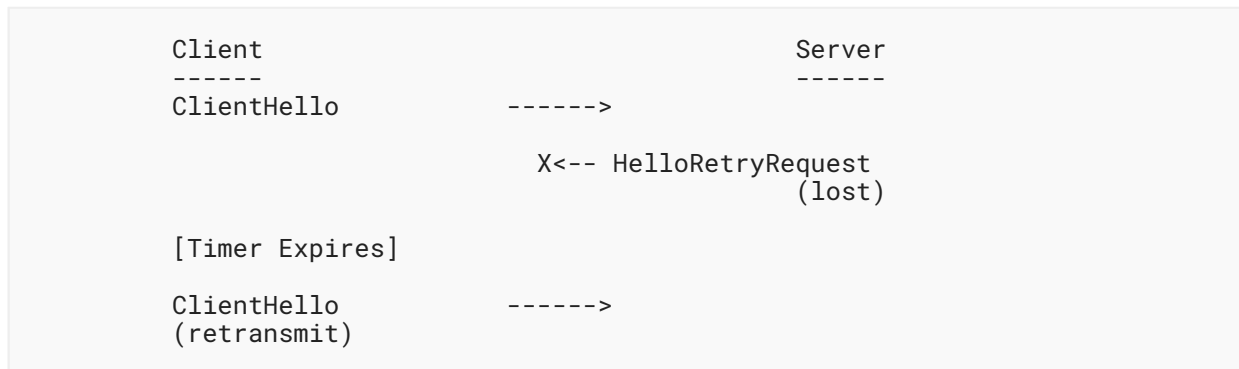 Client                                   Server
------                                   ------
ClientHello           ------>
X<-- HelloRetryRequest
(lost)
[Timer Expires]
ClientHello           ------>
(retransmit)